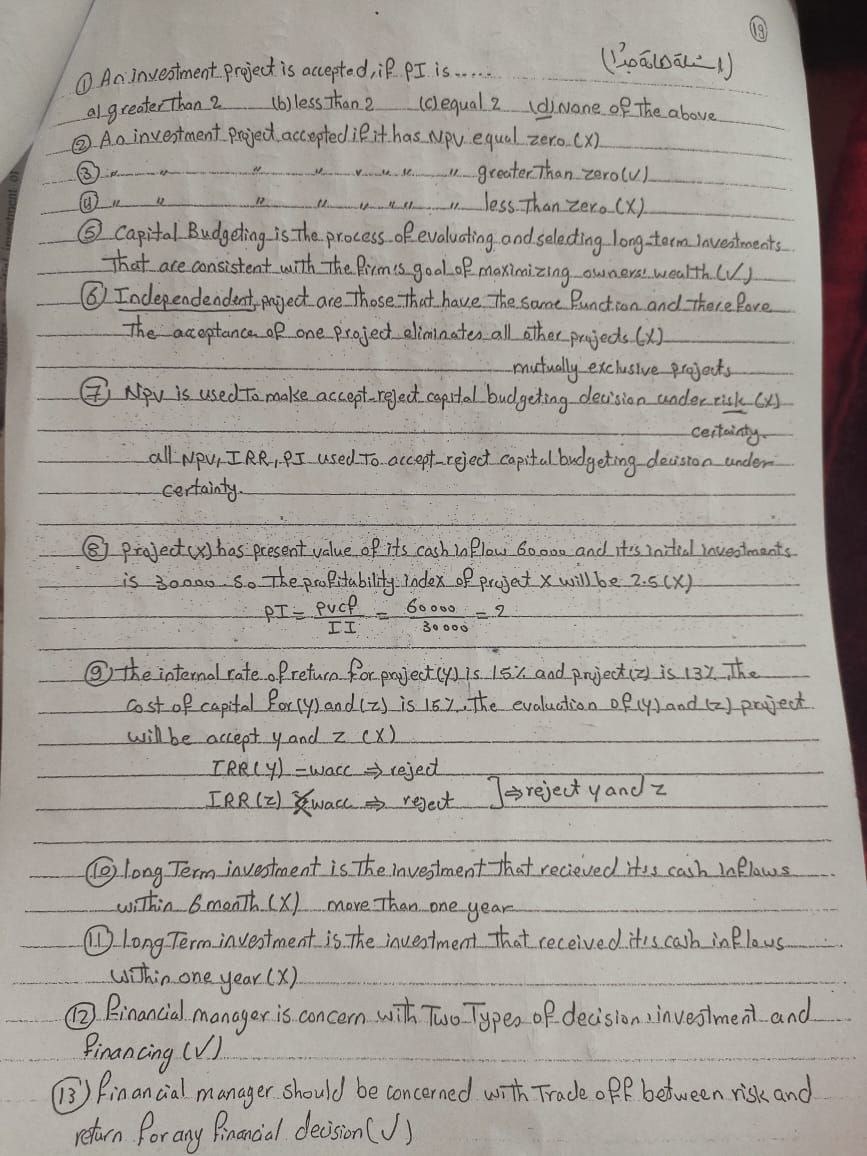 19
(اسئلة هامة جدًا)
① An investment project is accepted, if PI is .....
a) greater Than 2 (b) less Than 2 (c) equal 2 (d) None of The above
② An investment project accepted if it has NPV equal zero (X)
③ " " " " " " " " greater Than zero (√)
④ " " " " " " " " less Than zero (X)
⑤ Capital Budgeting is The process of evaluating and selecting long-term Investments
That are consistent with The firm's goal of maximizing owners' wealth (√)
⑥ Independendent, project are Those That have The same function and Therefore
The acceptance of one project eliminates all other projects (X)
mutually exclusive projects
⑦ NPV is used To make accept-reject capital budgeting decision under risk (X)
certainty.
all NPV, IRR, PI used To accept-reject capital budgeting decision under
certainty.
⑧ project (x) has present value of its cash inflow 60000 and it's initial Investments
is 30000 So The profitability index of project X will be 2.5 (X)
PI = PVCF/II = 60000/30000 = 2
⑨ The internal rate of return for project (y) is 15% and project (z) is 13%, The
cost of capital for (y) and (z) is 15%, The evaluation of (y) and (z) project
will be accept y and z (X)
IRR (y) = wacc ⇒ reject
IRR (z) < wacc ⇒ reject ] ⇒ reject y and z
⑩ long Term investment is The investment That recieved it's cash Inflows
within 6 month (X) more Than one year
⑪ Long Term investment is The investment That received it's cash inflows
within one year (X)
⑫ financial manager is concern with Two Types of decision, investment and
financing (√)
⑬ financial manager should be concerned with Trade off between risk and
return for any financial decision (√)